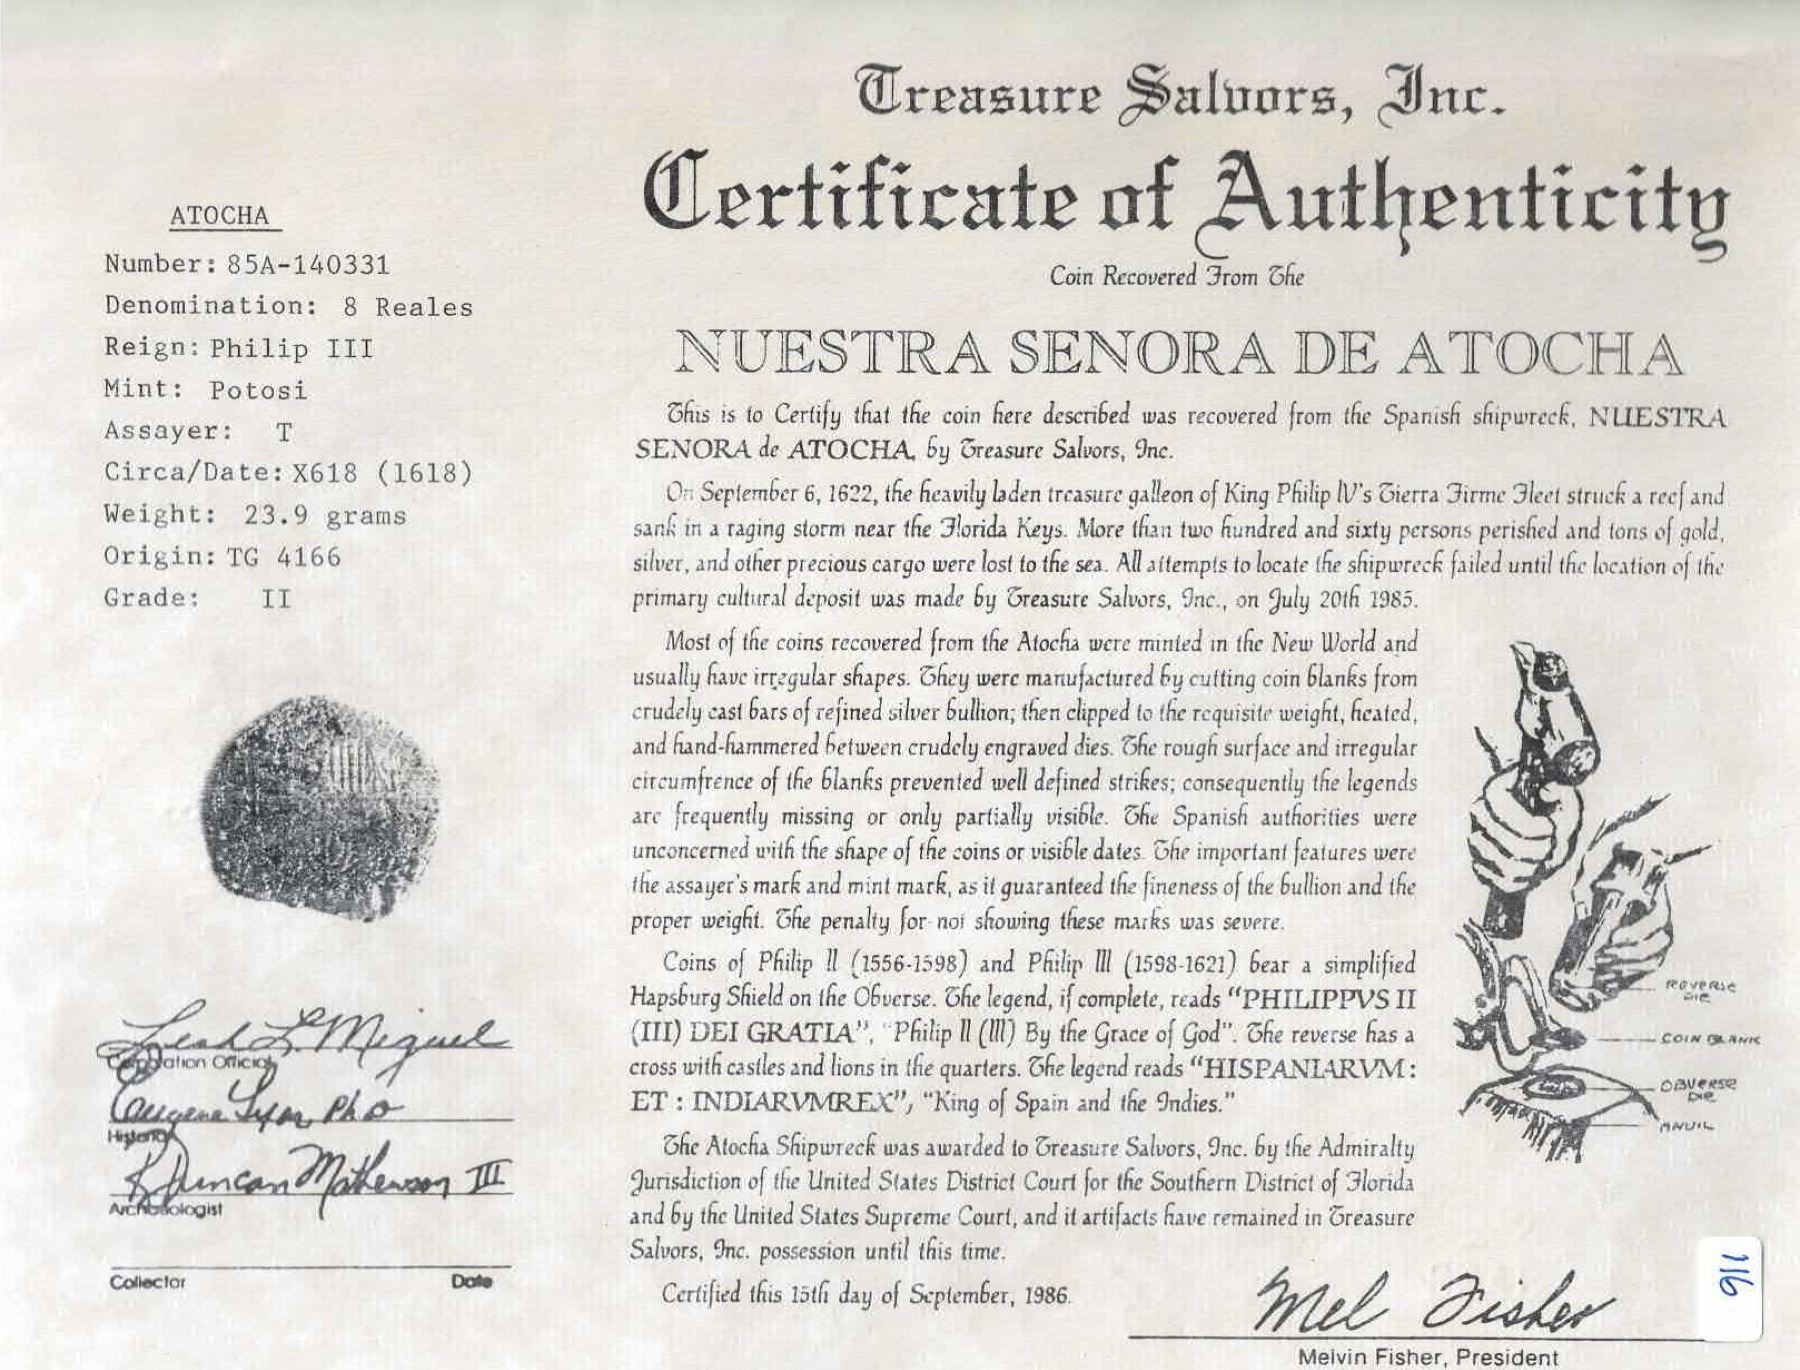 Treasure Salvors, Inc.
Certificate of Authenticity
Coin Recovered From The
NUESTRA SENORA DE ATOCHA
ATOCHA
Number: 85A-140331
Denomination: 8 Reales
Reign: Philip III
Mint: Potosi
Assayer: T
Circa/Date: X618 (1618)
Weight: 23.9 grams
Origin: TG 4166
Grade: II
This is to Certify that the coin here described was recovered from the Spanish shipwreck, NUESTRA
SENORA de ATOCHA, by Treasure Salvors, Inc.
On September 6, 1622, the heavily laden treasure galleon of King Philip IV's Tierra Firme Fleet struck a reef and
sank in a raging storm near the Florida Keys. More than two hundred and sixty persons perished and tons of gold,
silver, and other precious cargo were lost to the sea. All attempts to locate the shipwreck failed until the location of the
primary cultural deposit was made by Treasure Salvors, Inc., on July 20th 1985.
Most of the coins recovered from the Atocha were minted in the New World and
usually have irregular shapes. They were manufactured by cutting coin blanks from
crudely cast bars of refined silver bullion; then clipped to the requisite weight, heated,
and hand-hammered between crudely engraved dies. The rough surface and irregular
circumfrence of the blanks prevented well defined strikes; consequently the legends
are frequently missing or only partially visible. The Spanish authorities were
unconcerned with the shape of the coins or visible dates. The important features were
the assayer's mark and mint mark, as it guaranteed the fineness of the bullion and the
proper weight. The penalty for not showing these marks was severe.
Coins of Philip II (1556-1598) and Philip III (1598-1621) bear a simplified
Hapsburg Shield on the Obverse. The legend, if complete, reads "PHILIPPVS II
(III) DEI GRATIA", "Philip II (III) By the Grace of God". The reverse has a
cross with castles and lions in the quarters. The legend reads "HISPANIARVM :
ET : INDIARVMREX", "King of Spain and the Indies."
The Atocha Shipwreck was awarded to Treasure Salvors, Inc. by the Admiralty
Jurisdiction of the United States District Court for the Southern District of Florida
and by the United States Supreme Court, and it artifacts have remained in Treasure
Salvors, Inc. possession until this time.
Certified this 15th day of September, 1986.
REVERSE
DIE
COIN BLANK
OBVERSE
DIE
ANVIL
Leah L. Miguel
Corporation Official
Eugene Lyon Ph D
Historian
R Duncan Mathewson III
Archaeologist
Collector Date
Mel Fisher
Melvin Fisher, President
116